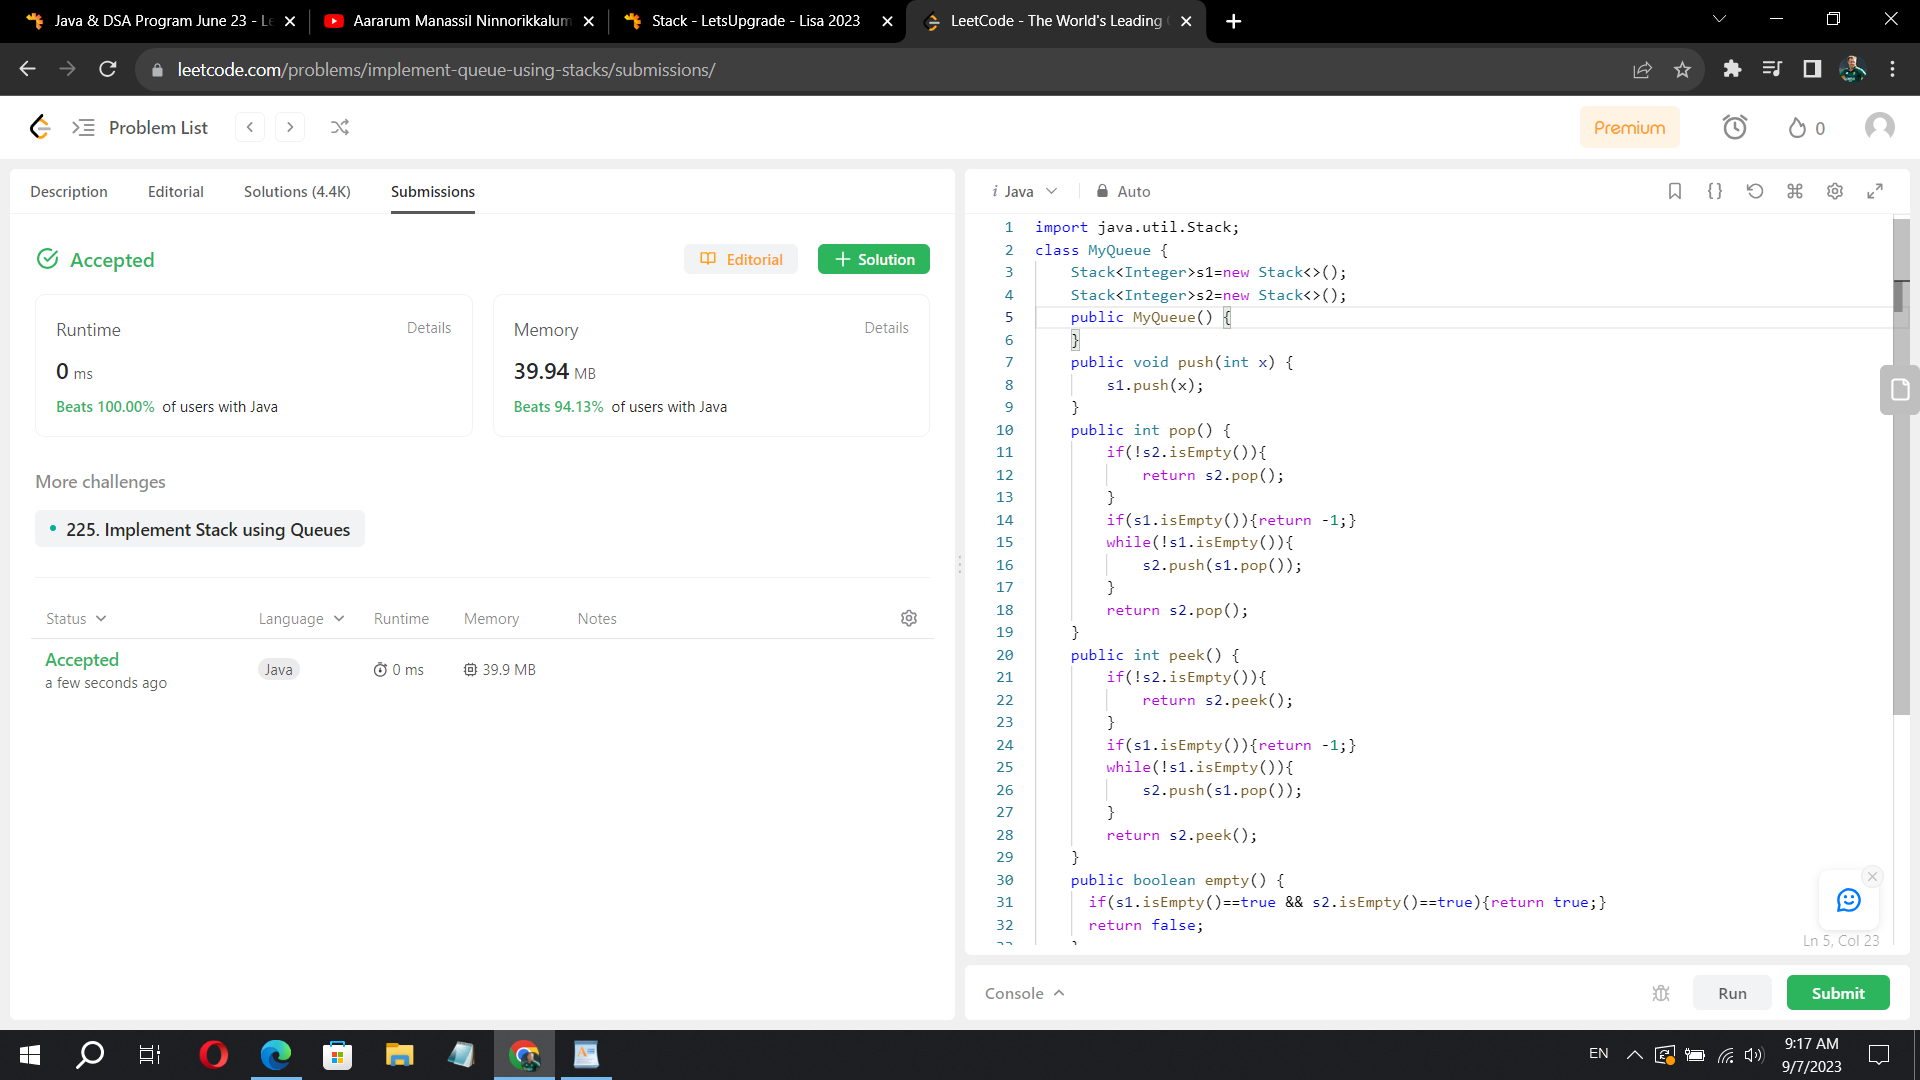 Java & DSA Program June 23 - Le
Aararum Manassil Ninnorikkalum
Stack - LetsUpgrade - Lisa 2023
LeetCode - The World's Leading
leetcode.com/problems/implement-queue-using-stacks/submissions/
Problem List
Premium
0
Description
Editorial
Solutions (4.4K)
Submissions
Accepted
Editorial
Solution
Runtime
Details
0 ms
Beats 100.00% of users with Java
Memory
Details
39.94 MB
Beats 94.13% of users with Java
More challenges
225. Implement Stack using Queues
Status
Language
Runtime
Memory
Notes
Accepted
a few seconds ago
Java
0 ms
39.9 MB
i Java
Auto
1 import java.util.Stack;
2 class MyQueue {
3 Stack<Integer>s1=new Stack<>();
4 Stack<Integer>s2=new Stack<>();
5 public MyQueue() {
6 }
7 public void push(int x) {
8 s1.push(x);
9 }
10 public int pop() {
11 if(!s2.isEmpty()){
12 return s2.pop();
13 }
14 if(s1.isEmpty()){return -1;}
15 while(!s1.isEmpty()){
16 s2.push(s1.pop());
17 }
18 return s2.pop();
19 }
20 public int peek() {
21 if(!s2.isEmpty()){
22 return s2.peek();
23 }
24 if(s1.isEmpty()){return -1;}
25 while(!s1.isEmpty()){
26 s2.push(s1.pop());
27 }
28 return s2.peek();
29 }
30 public boolean empty() {
31 if(s1.isEmpty()==true && s2.isEmpty()==true){return true;}
32 return false;
Ln 5, Col 23
Console
Run
Submit
EN
9:17 AM
9/7/2023